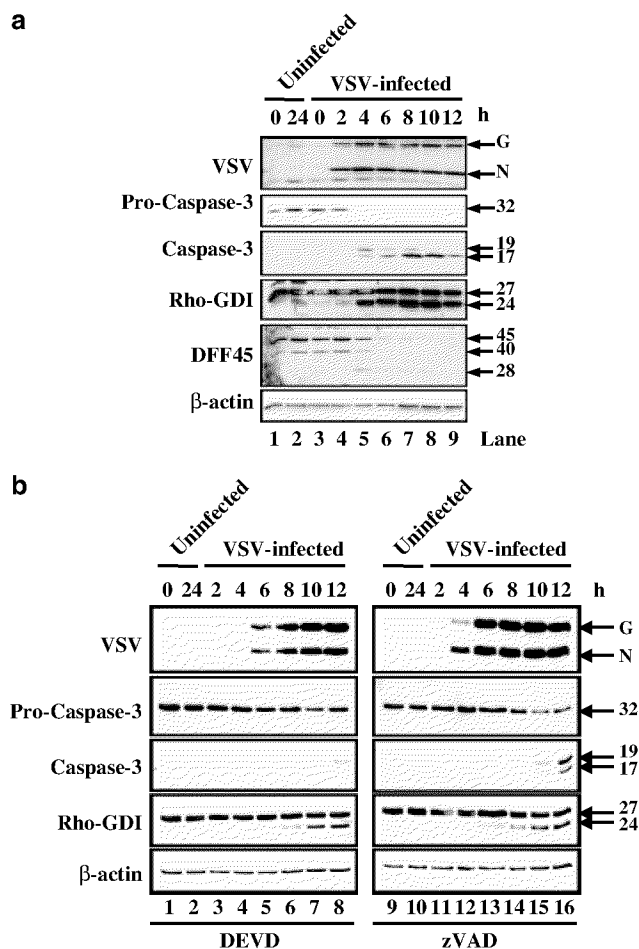 a
Uninfected
VSV-infected
0 24 0 2 4 6 8 10 12 h
VSV
G
N
Pro-Caspase-3
32
Caspase-3
19
17
Rho-GDI
27
24
DFF45
45
40
28
β-actin
1 2 3 4 5 6 7 8 9 Lane
b
Uninfected
VSV-infected
Uninfected
VSV-infected
0 24 2 4 6 8 10 12 0 24 2 4 6 8 10 12 h
VSV
G
N
Pro-Caspase-3
32
Caspase-3
19
17
Rho-GDI
27
24
β-actin
1 2 3 4 5 6 7 8 9 10 11 12 13 14 15 16
DEVD
zVAD